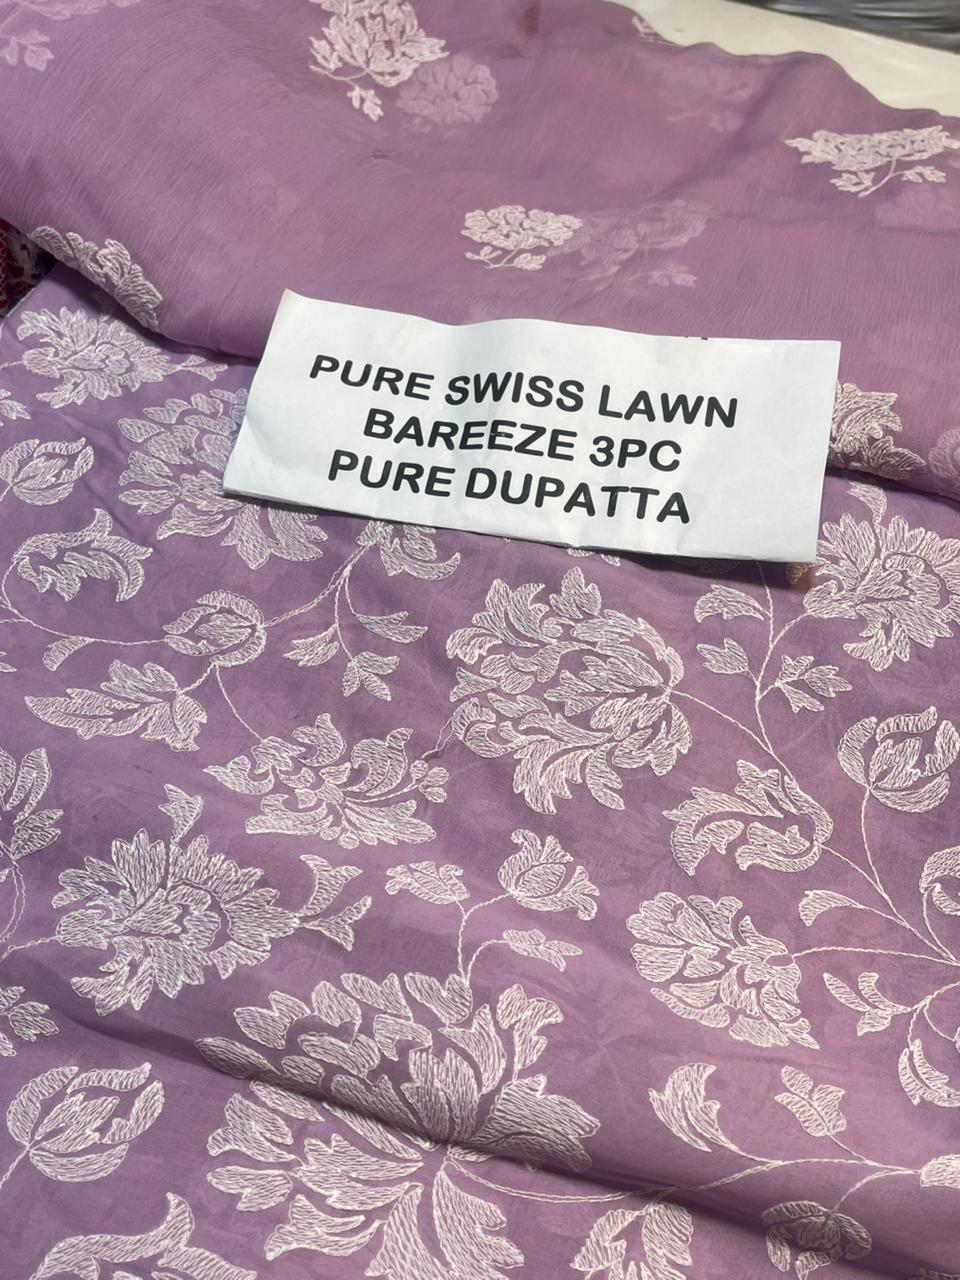 PURE SWISS LAWN
BAREEZE 3PC
PURE DUPATTA